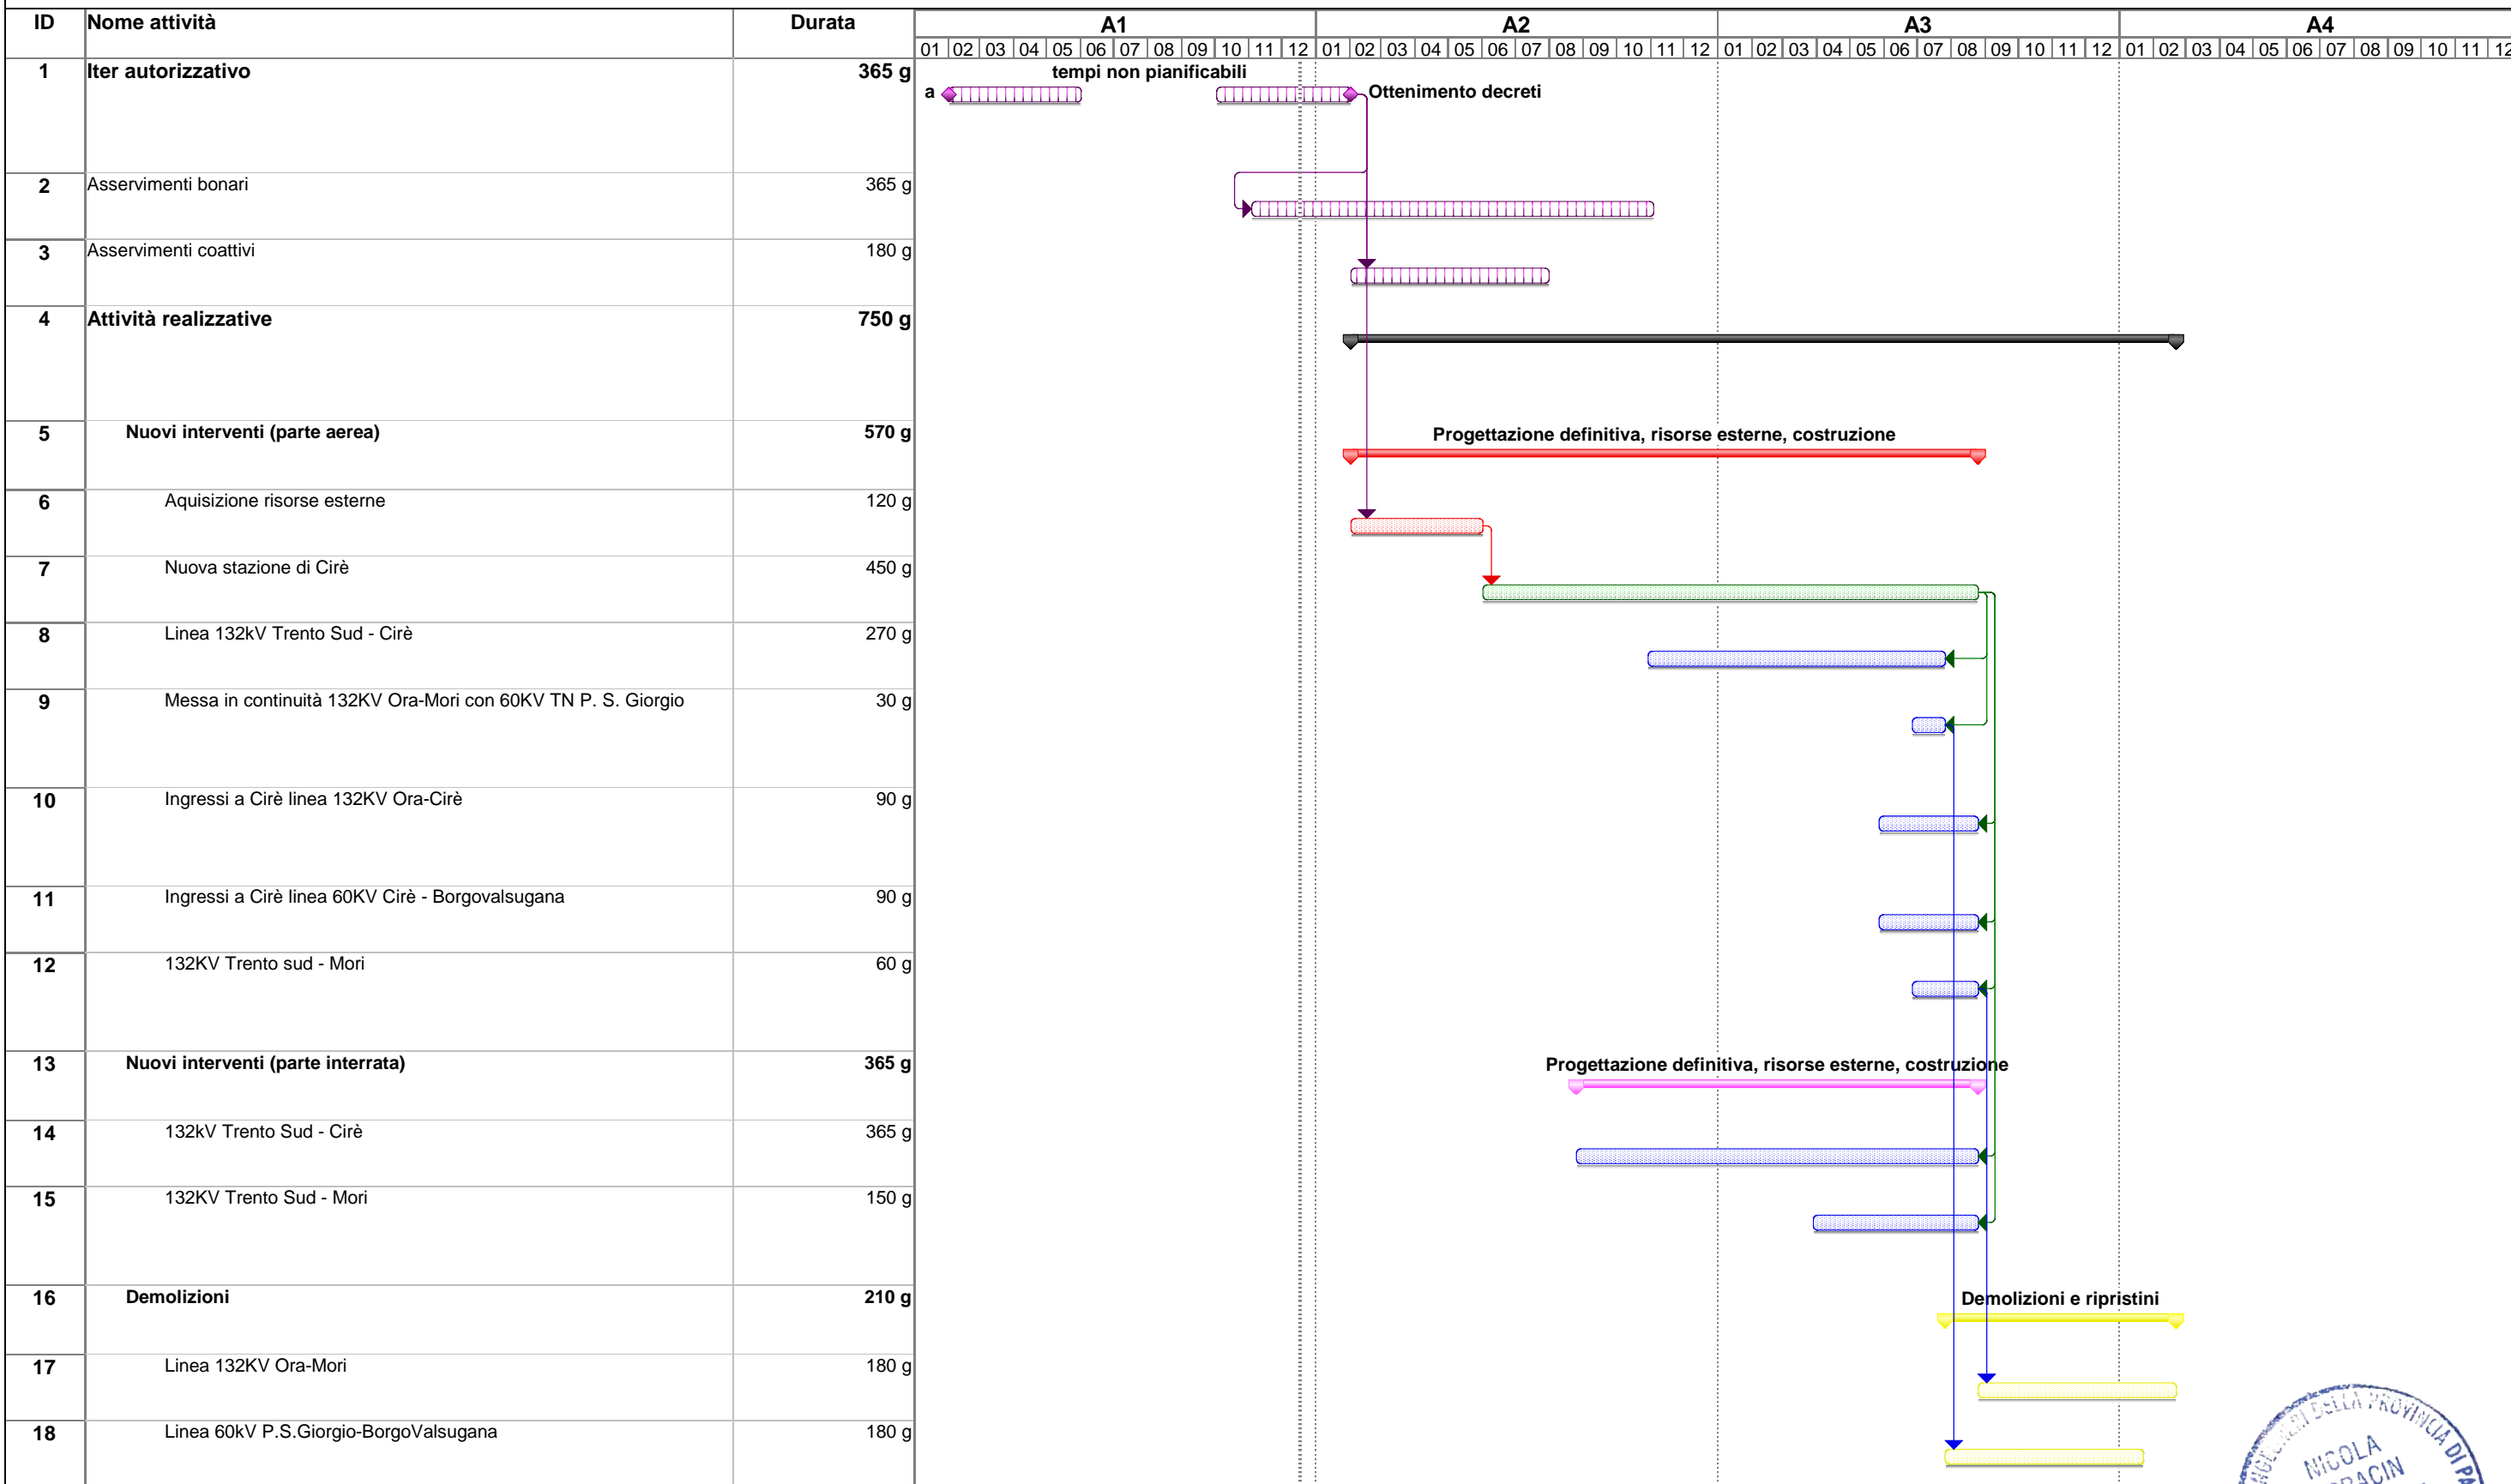 ID Nome attività Durata A1 A2 A3 A4
01 02 03 04 05 06 07 08 09 10 11 12 01 02 03 04 05 06 07 08 09 10 11 12 01 02 03 04 05 06 07 08 09 10 11 12 01 02 03 04 05 06 07 08 09 10 11 12
1 Iter autorizzativo 365 g tempi non pianificabili
a Ottenimento decreti
2 Asservimenti bonari 365 g
3 Asservimenti coattivi 180 g
4 Attività realizzative 750 g
5 Nuovi interventi (parte aerea) 570 g Progettazione definitiva, risorse esterne, costruzione
6 Aquisizione risorse esterne 120 g
7 Nuova stazione di Cirè 450 g
8 Linea 132kV Trento Sud - Cirè 270 g
9 Messa in continuità 132KV Ora-Mori con 60KV TN P. S. Giorgio 30 g
10 Ingressi a Cirè linea 132KV Ora-Cirè 90 g
11 Ingressi a Cirè linea 60KV Cirè - Borgovalsugana 90 g
12 132KV Trento sud - Mori 60 g
13 Nuovi interventi (parte interrata) 365 g Progettazione definitiva, risorse esterne, costruzione
14 132kV Trento Sud - Cirè 365 g
15 132KV Trento Sud - Mori 150 g
16 Demolizioni 210 g Demolizioni e ripristini
17 Linea 132KV Ora-Mori 180 g
18 Linea 60kV P.S.Giorgio-BorgoValsugana 180 g
DELLA PROVINCIA DI
NICOLA